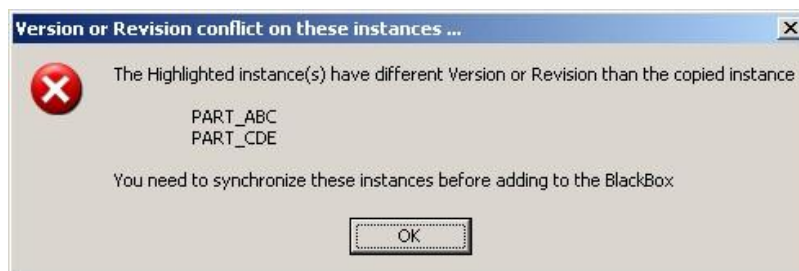 Version or Revision conflict on these instances ...
The Highlighted instance(s) have different Version or Revision than the copied instance
PART_ABC
PART_CDE
You need to synchronize these instances before adding to the BlackBox
OK